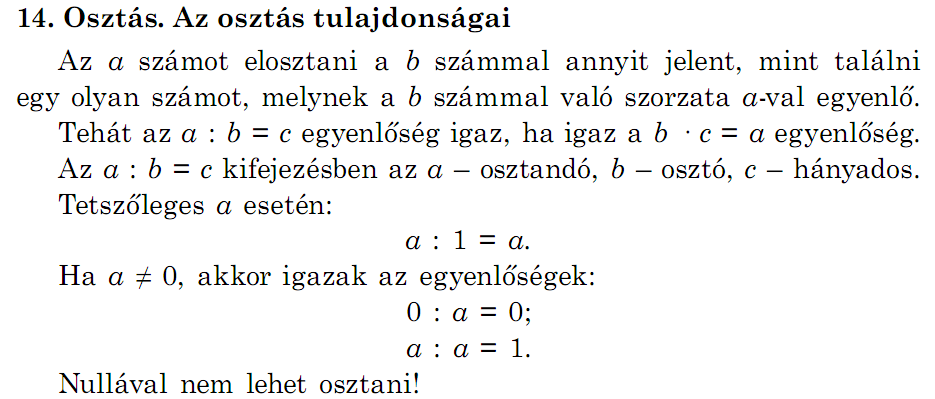 14. Osztás. Az osztás tulajdonságai
Az a számot elosztani a b számmal annyit jelent, mint találni
egy olyan számot, melynek a b számmal való szorzata a-val egyenlő.
Tehát az a : b = c egyenlőség igaz, ha igaz a b · c = a egyenlőség.
Az a : b = c kifejezésben az a – osztandó, b – osztó, c – hányados.
Tetszőleges a esetén:
a : 1 = a.
Ha a ≠ 0, akkor igazak az egyenlőségek:
0 : a = 0;
a : a = 1.
Nullával nem lehet osztani!